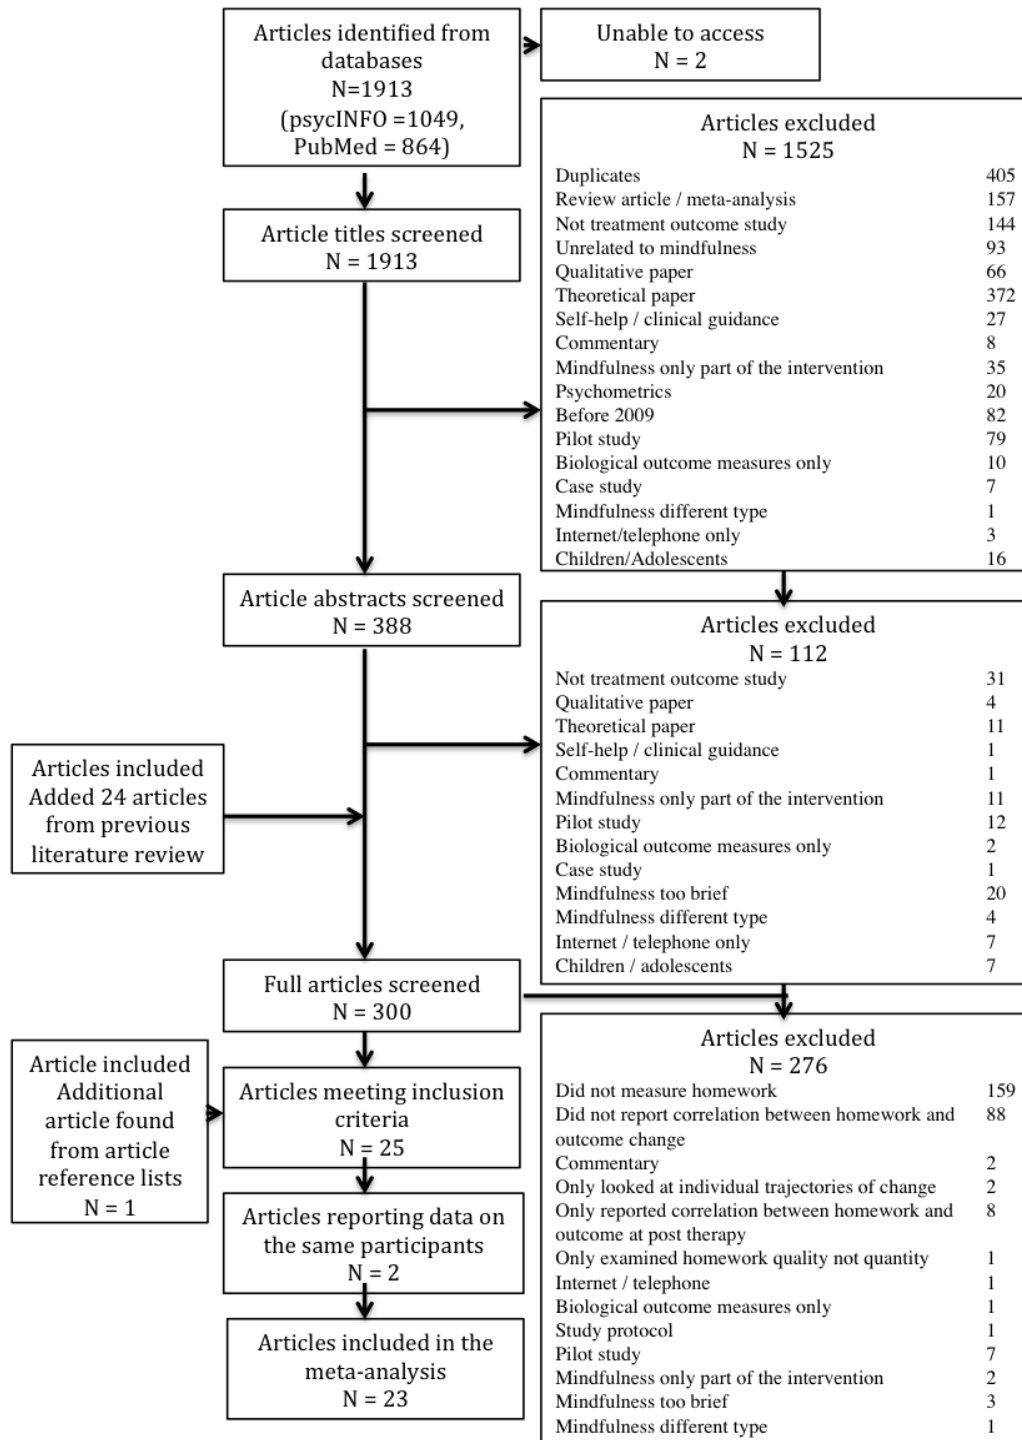 Articles identified from
databases
N=1913
(psycINFO =1049,
PubMed = 864)
Unable to access
N = 2
Articles excluded
N = 1525
Duplicates 405
Review article / meta-analysis 157
Not treatment outcome study 144
Unrelated to mindfulness 93
Qualitative paper 66
Theoretical paper 372
Self-help / clinical guidance 27
Commentary 8
Mindfulness only part of the intervention 35
Psychometrics 20
Before 2009 82
Pilot study 79
Biological outcome measures only 10
Case study 7
Mindfulness different type 1
Internet/telephone only 3
Children/Adolescents 16
Article titles screened
N = 1913
Article abstracts screened
N = 388
Articles excluded
N = 112
Not treatment outcome study 31
Qualitative paper 4
Theoretical paper 11
Self-help / clinical guidance 1
Commentary 1
Mindfulness only part of the intervention 11
Pilot study 12
Biological outcome measures only 2
Case study 1
Mindfulness too brief 20
Mindfulness different type 4
Internet / telephone only 7
Children / adolescents 7
Articles included
Added 24 articles
from previous
literature review
Full articles screened
N = 300
Articles excluded
N = 276
Did not measure homework 159
Did not report correlation between homework and 88
outcome change
Commentary 2
Only looked at individual trajectories of change 2
Only reported correlation between homework and 8
outcome at post therapy
Only examined homework quality not quantity 1
Internet / telephone 1
Biological outcome measures only 1
Study protocol 1
Pilot study 7
Mindfulness only part of the intervention 2
Mindfulness too brief 3
Mindfulness different type 1
Article included
Additional
article found
from article
reference lists
N = 1
Articles meeting inclusion
criteria
N = 25
Articles reporting data on
the same participants
N = 2
Articles included in the
meta-analysis
N = 23